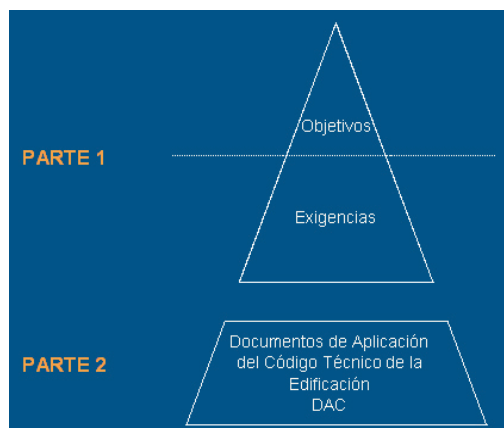 Objetivos
PARTE 1
Exigencias
Documentos de Aplicación
del Código Técnico de la
Edificación
DAC
PARTE 2